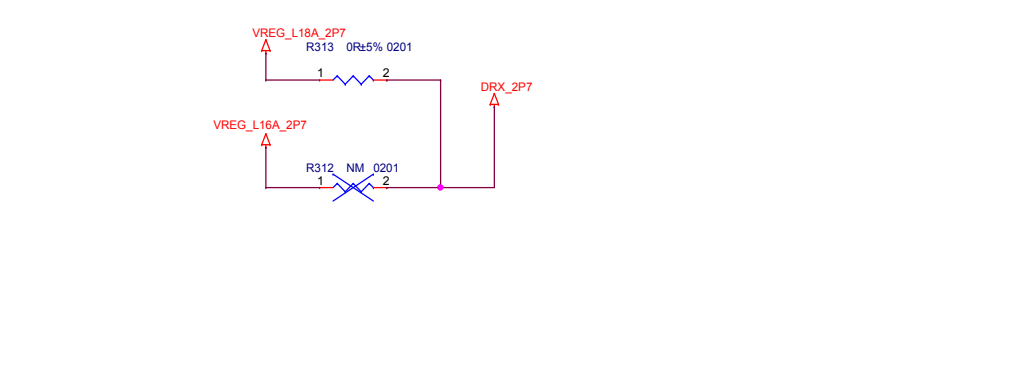 VREG_L18A_2P7
R313 0R±5% 0201
1 2
DRX_2P7
VREG_L16A_2P7
R312 NM 0201
1 2